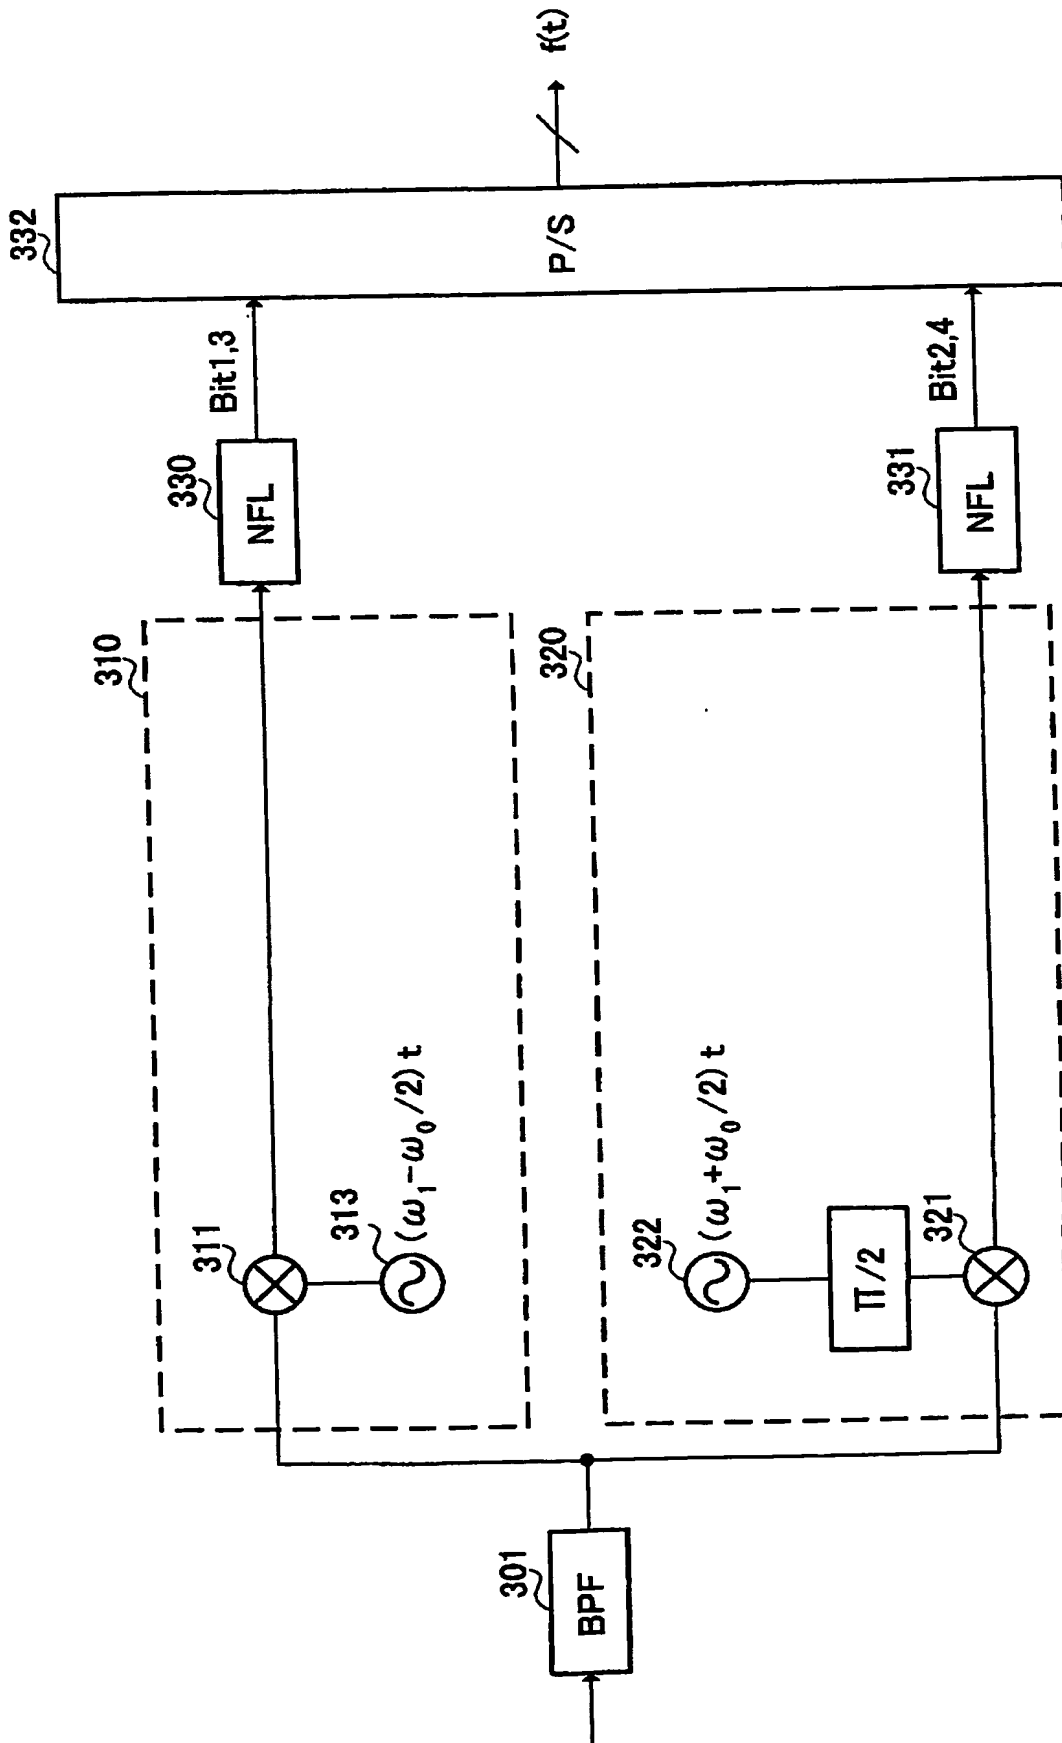 301
BPF
310
311
313
(ω₁−ω₀/2)t
330
NFL
Bit1,3
320
322
(ω₁+ω₀/2)t
Π/2
321
331
NFL
Bit2,4
332
P/S
f(t)